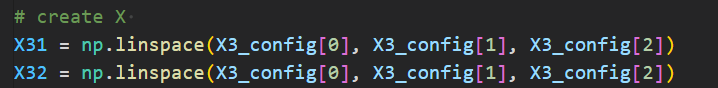 # create X
X31 = np.linspace(X3_config[0], X3_config[1], X3_config[2])
X32 = np.linspace(X3_config[0], X3_config[1], X3_config[2])